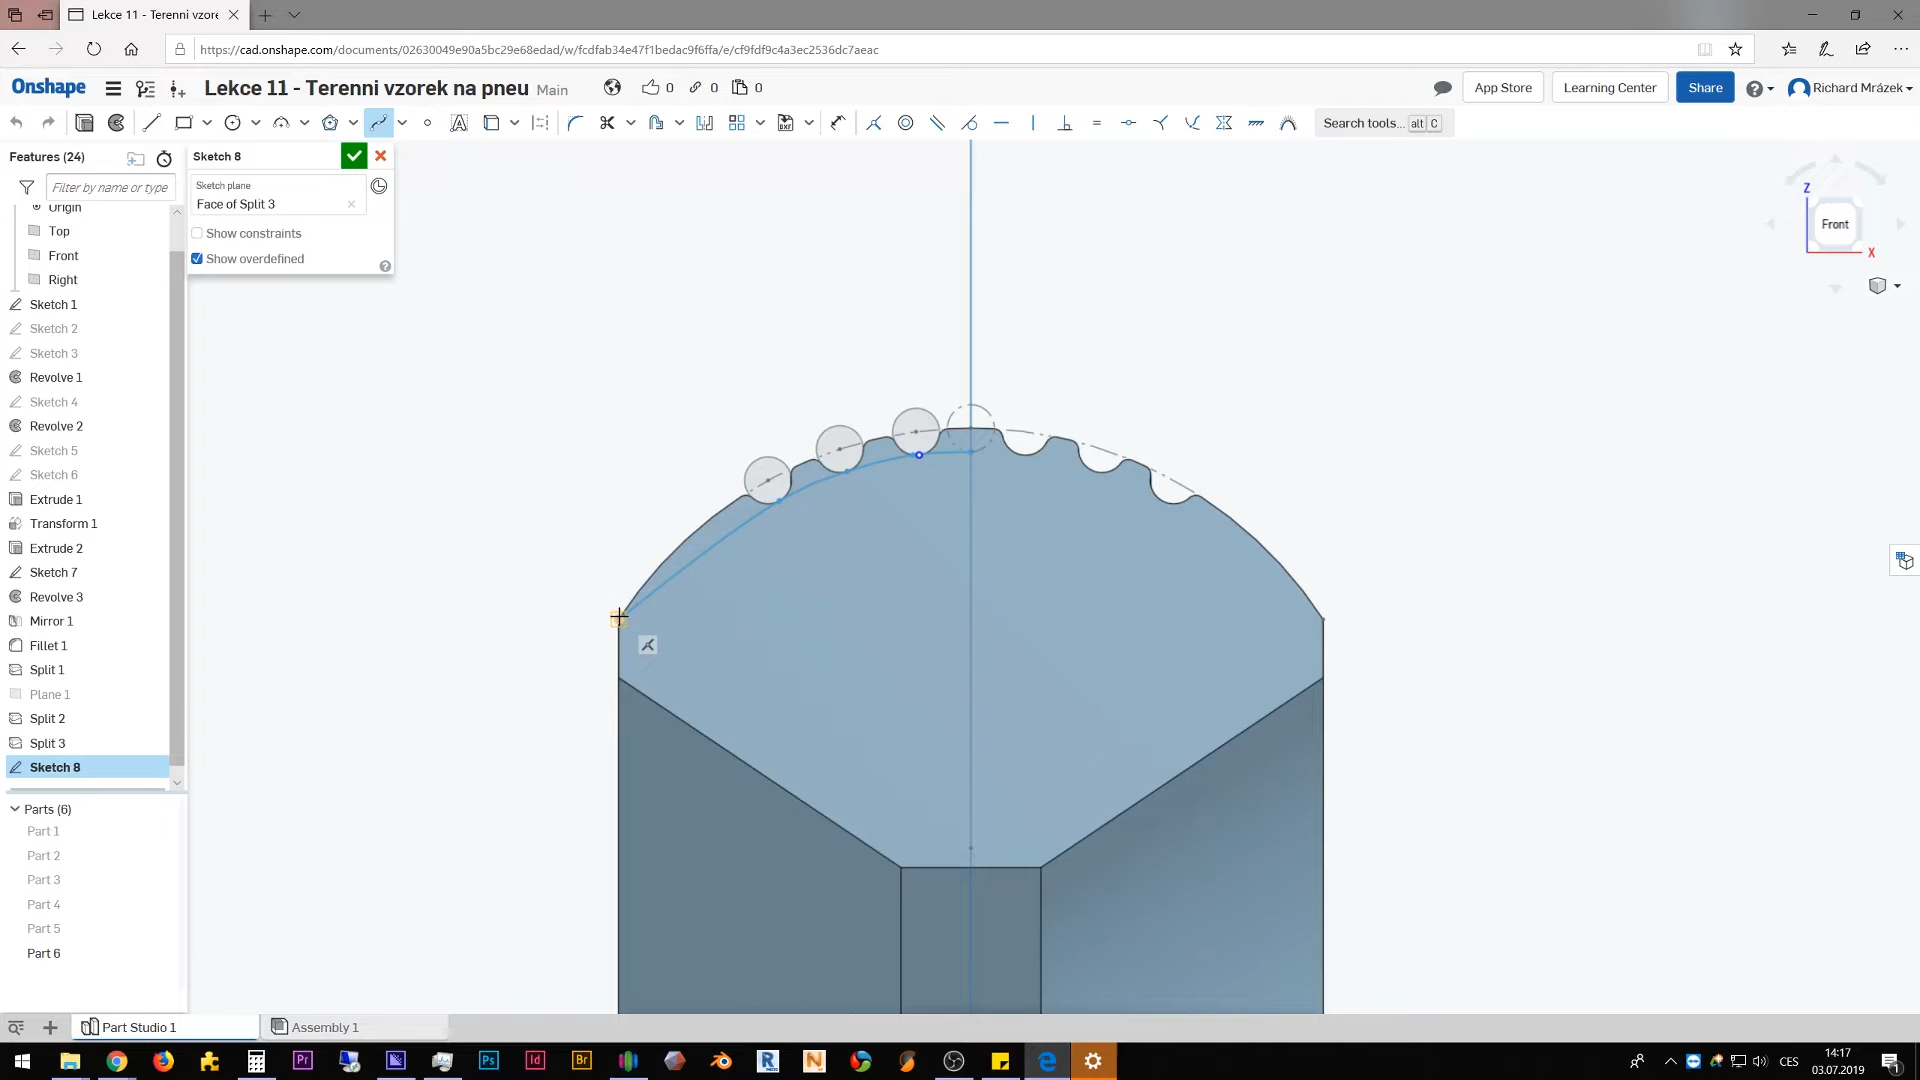 Lekce 11 - Terenni vzorek
https://cad.onshape.com/documents/02630049e90a5bc29e68edad/w/fcdfab34e47f1bedac9f6ffa/e/cf9fdf9c4a3ec2536dc7aeac
Onshape
Lekce 11 - Terenni vzorek na pneu Main
0
0
0
App Store
Learning Center
Share
Richard Mrázek
Search tools... alt C
Features (24)
Filter by name or type
Origin
Top
Front
Right
Sketch 1
Sketch 2
Sketch 3
Revolve 1
Sketch 4
Revolve 2
Sketch 5
Sketch 6
Extrude 1
Transform 1
Extrude 2
Sketch 7
Revolve 3
Mirror 1
Fillet 1
Split 1
Plane 1
Split 2
Split 3
Sketch 8
Parts (6)
Part 1
Part 2
Part 3
Part 4
Part 5
Part 6
Sketch 8
Sketch plane
Face of Split 3
Show constraints
Show overdefined
Z
Front
X
Part Studio 1
Assembly 1
Pr
Ps
Id
Br
R
N
CES
14:17
03.07.2019
1